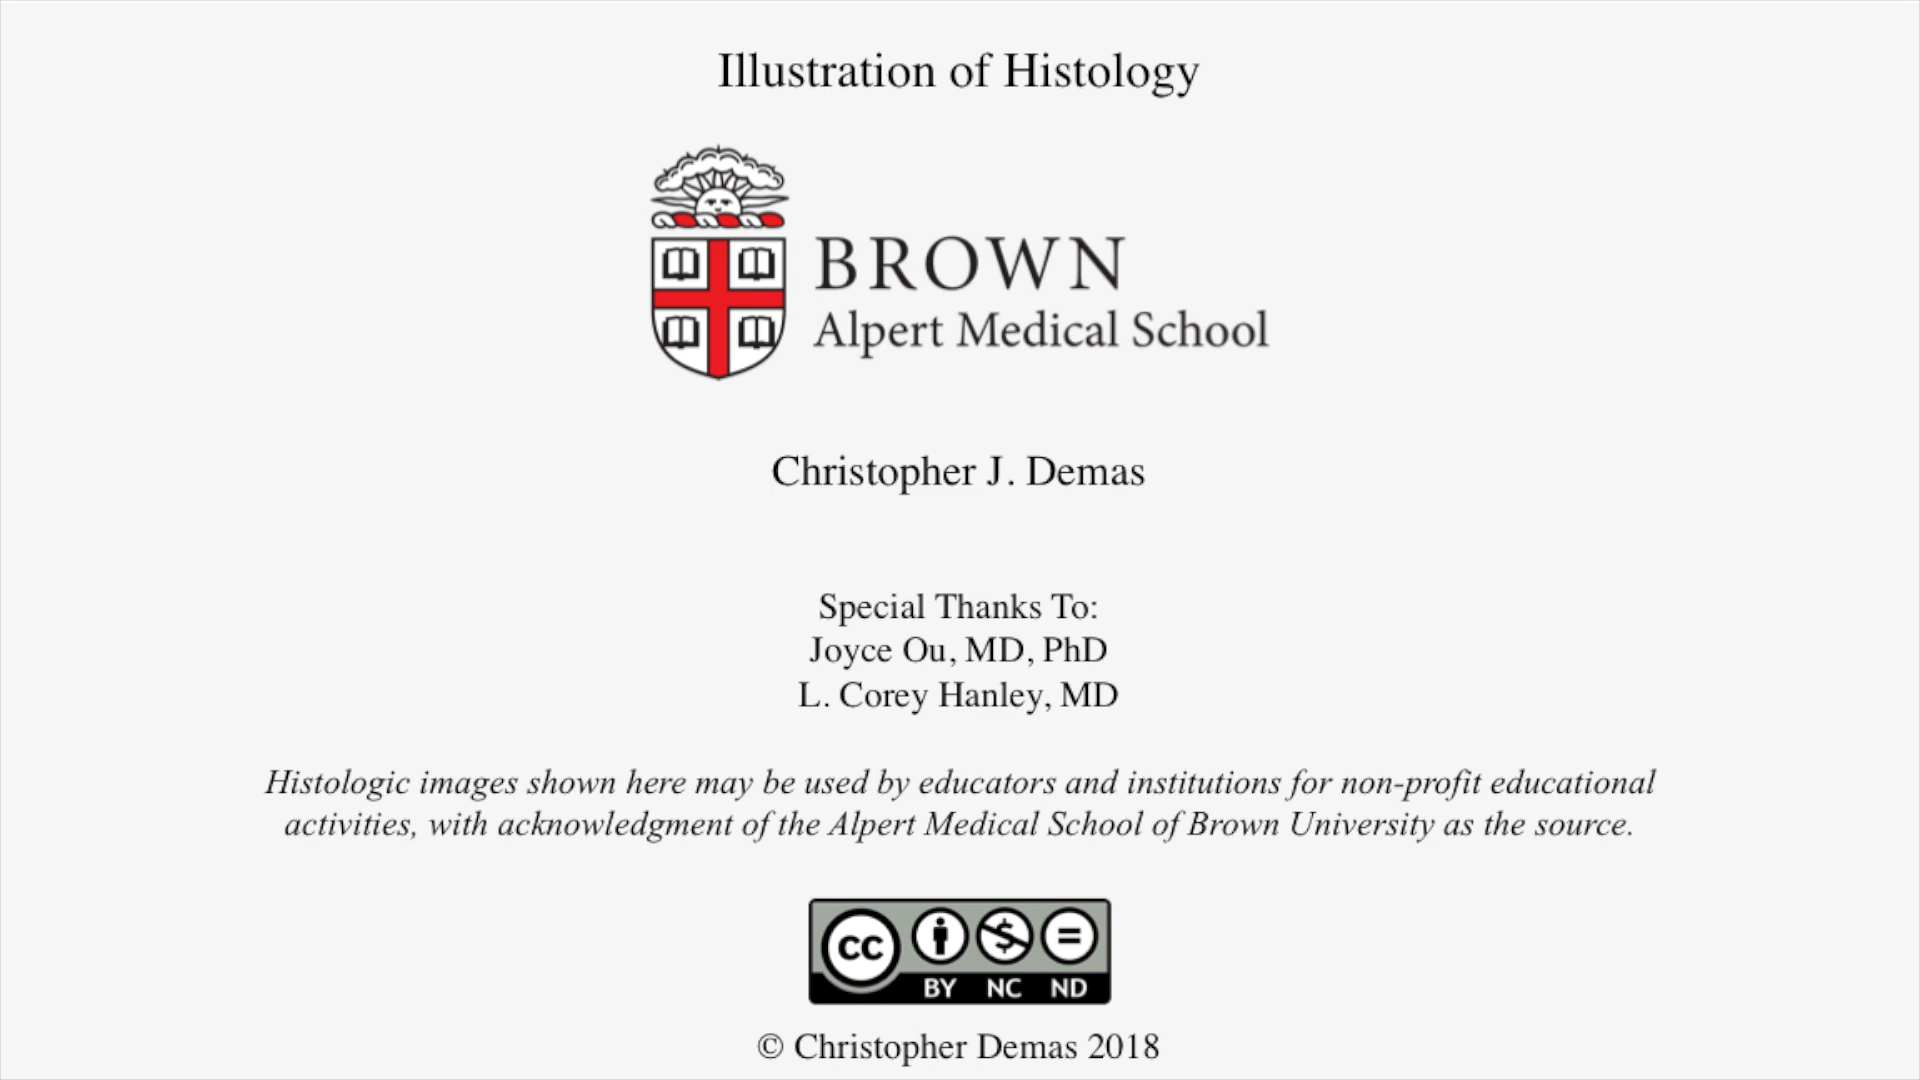 Illustration of Histology
BROWN
Alpert Medical School
Christopher J. Demas
Special Thanks To:
Joyce Ou, MD, PhD
L. Corey Hanley, MD
Histologic images shown here may be used by educators and institutions for non-profit educational
activities, with acknowledgment of the Alpert Medical School of Brown University as the source.
CC
BY NC ND
© Christopher Demas 2018